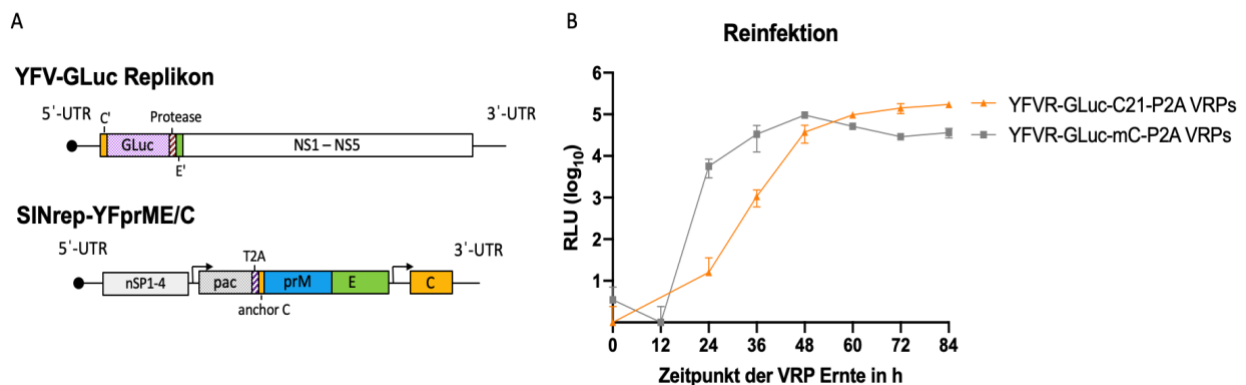 A
YFV-GLuc Replikon
5´-UTR
C'
Protease
3´-UTR
GLuc
NS1 – NS5
E'
SINrep-YFprME/C
5´-UTR
T2A
3´-UTR
nSP1-4
pac
prM
E
C
anchor C
B
Reinfektion
RLU (log10)
6
5
4
3
2
1
0
12
24
36
48
60
72
84
Zeitpunkt der VRP Ernte in h
YFVR-GLuc-C21-P2A VRPs
YFVR-GLuc-mC-P2A VRPs